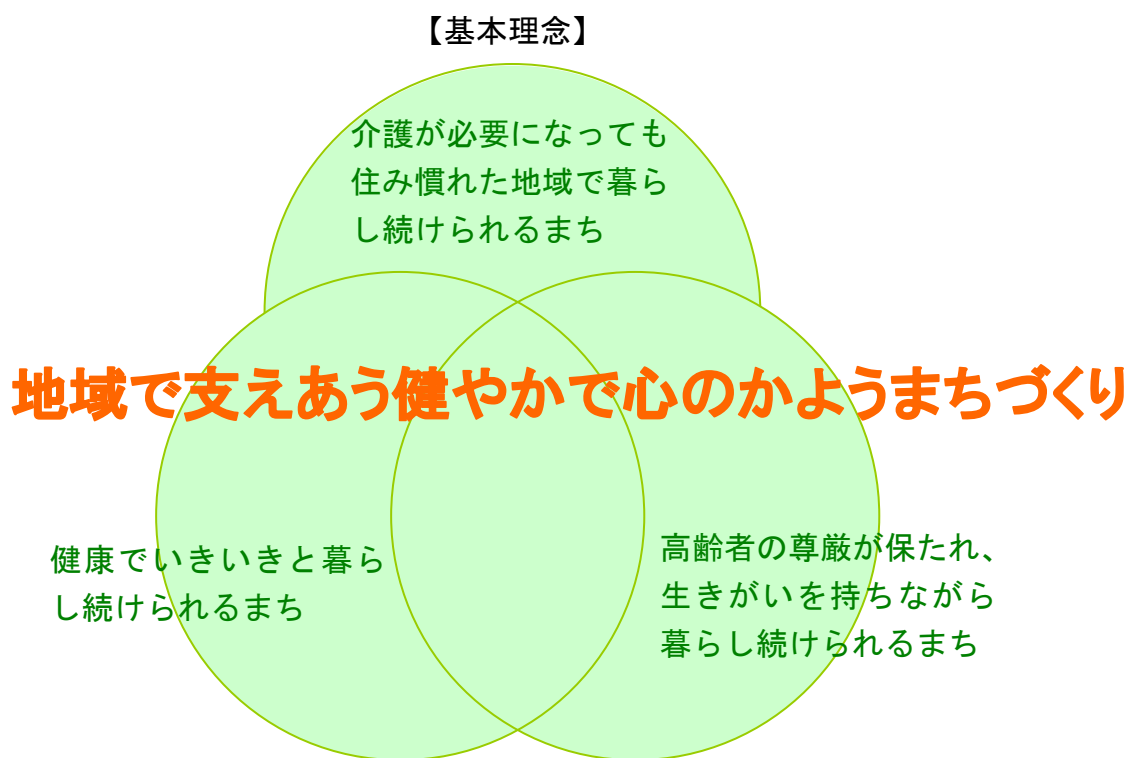 【基本理念】
介護が必要になっても
住み慣れた地域で暮ら
し続けられるまち
地域で支えあう健やかで心のかようまちづくり
健康でいきいきと暮ら
し続けられるまち
高齢者の尊厳が保たれ、
生きがいを持ちながら
暮らし続けられるまち